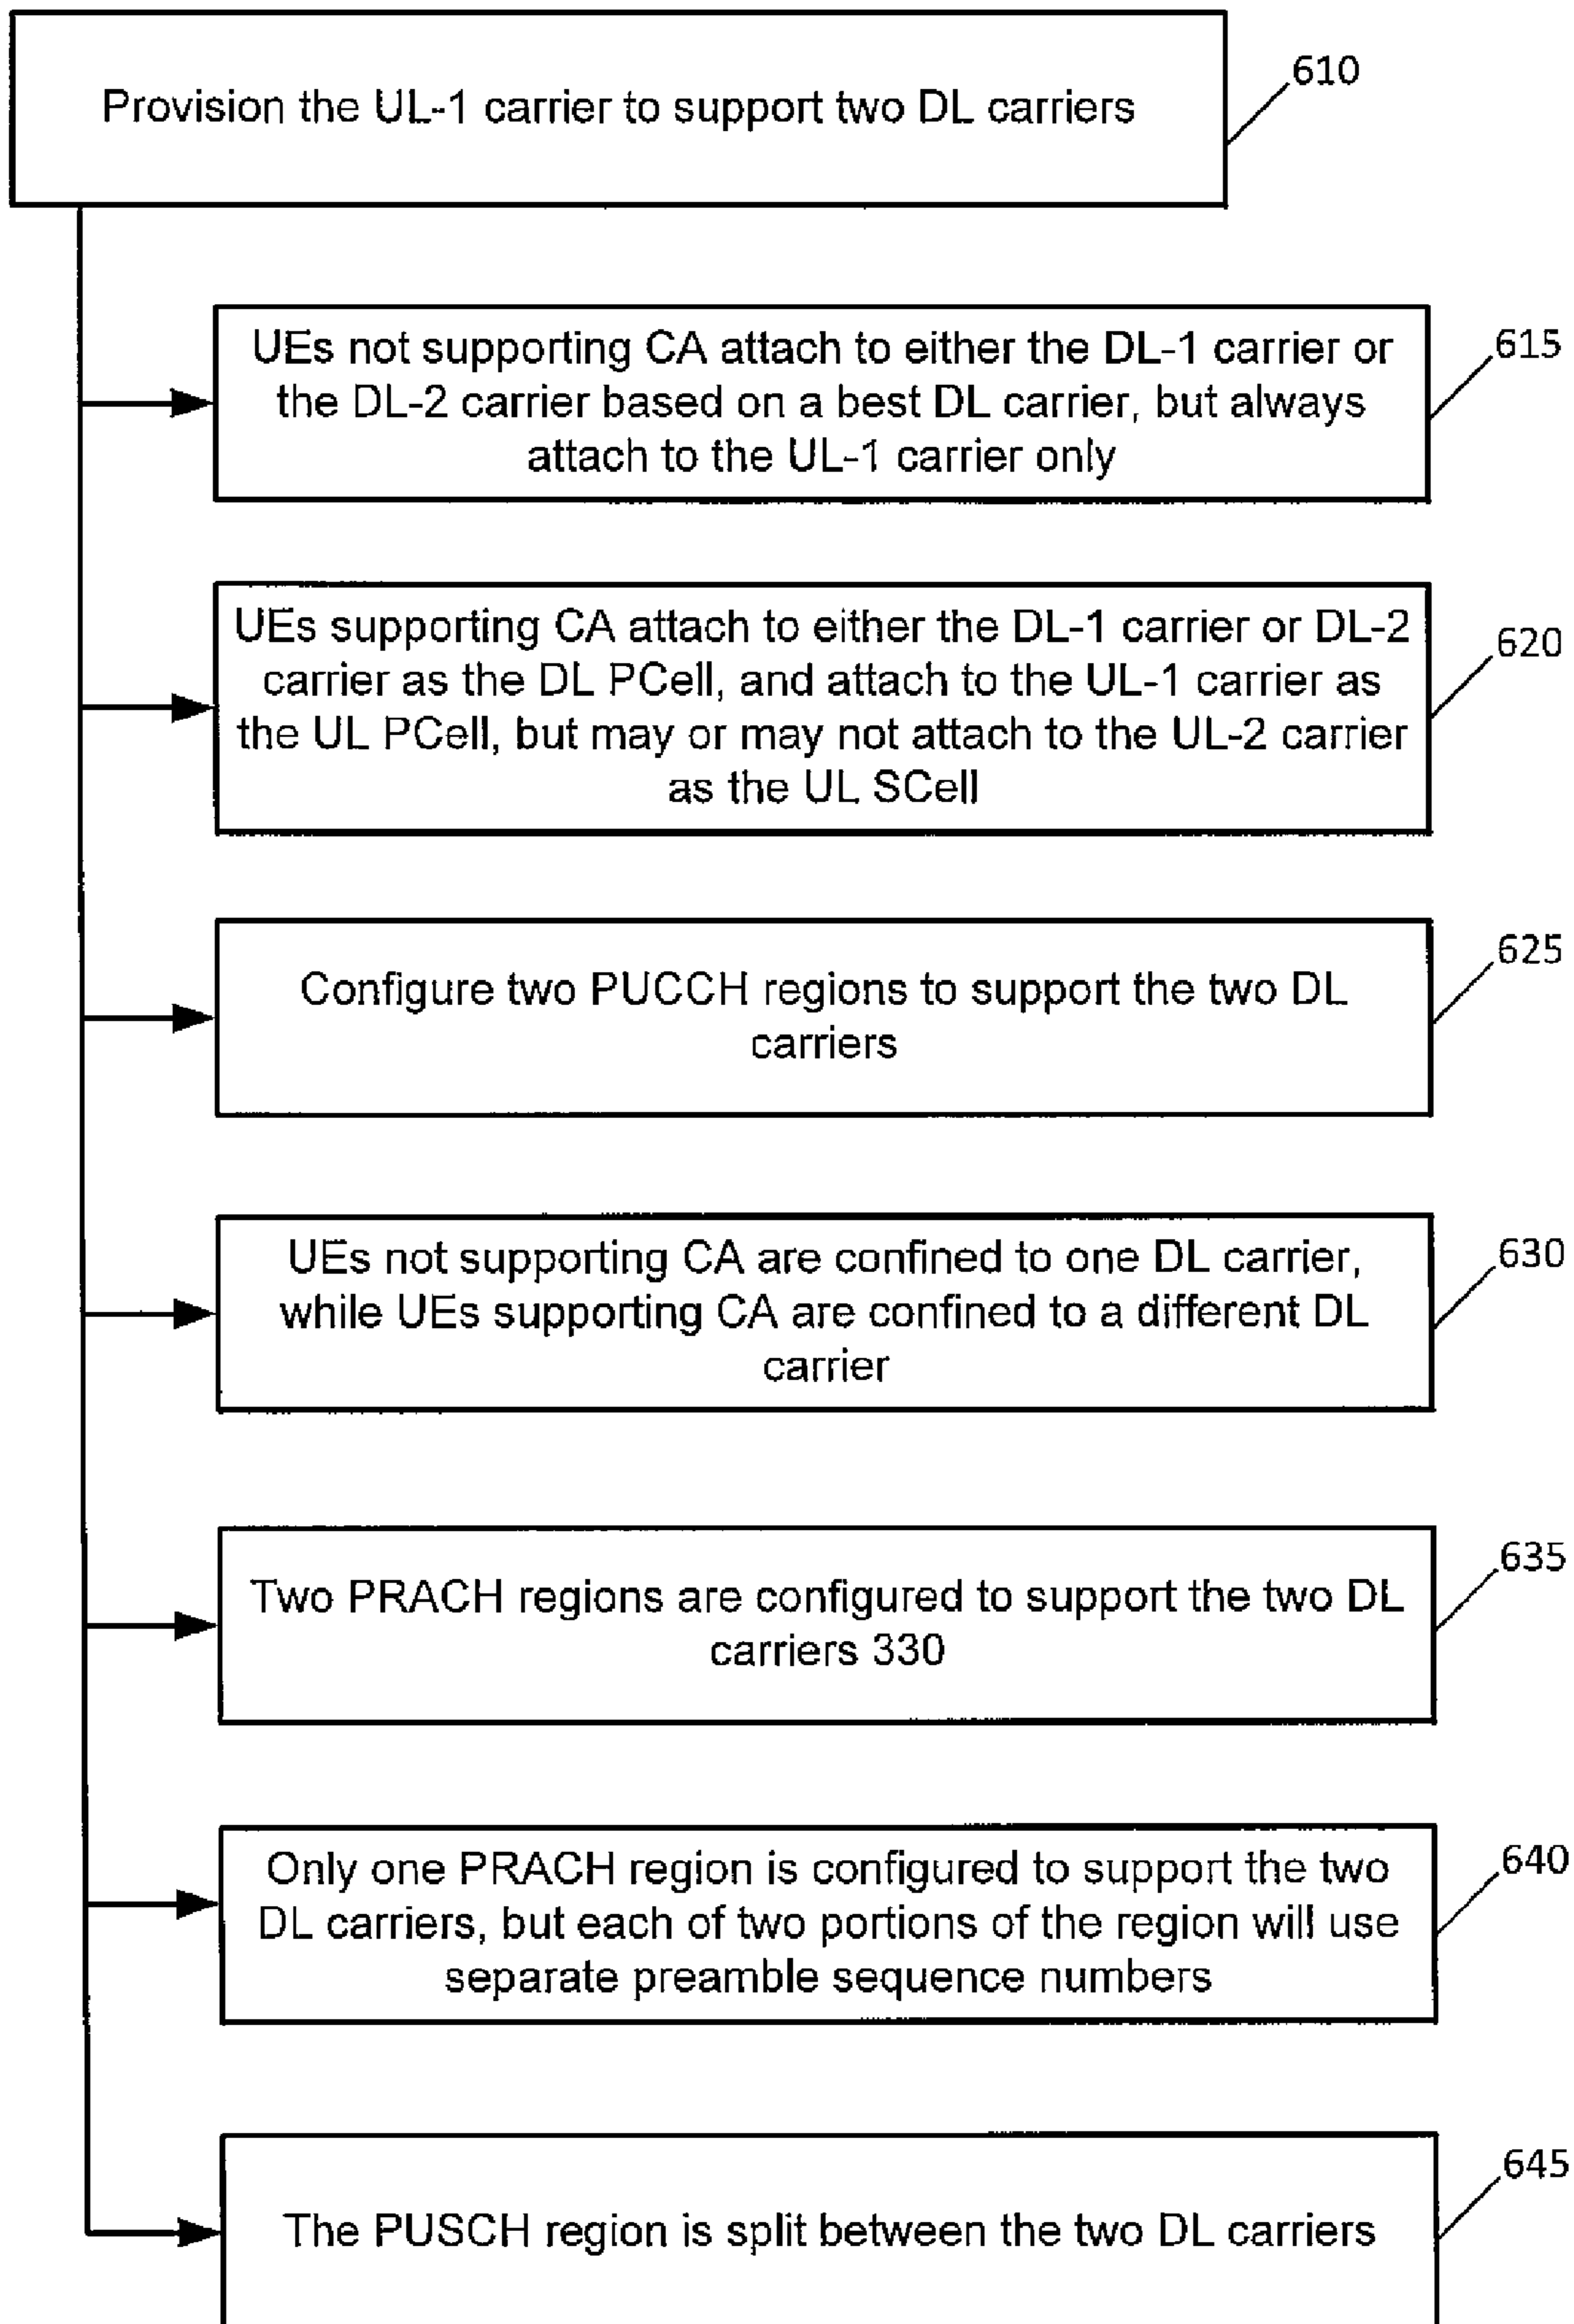 Provision the UL-1 carrier to support two DL carriers
610
UEs not supporting CA attach to either the DL-1 carrier or
the DL-2 carrier based on a best DL carrier, but always
attach to the UL-1 carrier only
615
UEs supporting CA attach to either the DL-1 carrier or DL-2
carrier as the DL PCell, and attach to the UL-1 carrier as
the UL PCell, but may or may not attach to the UL-2 carrier
as the UL SCell
620
Configure two PUCCH regions to support the two DL
carriers
625
UEs not supporting CA are confined to one DL carrier,
while UEs supporting CA are confined to a different DL
carrier
630
Two PRACH regions are configured to support the two DL
carriers 330
635
Only one PRACH region is configured to support the two
DL carriers, but each of two portions of the region will use
separate preamble sequence numbers
640
The PUSCH region is split between the two DL carriers
645